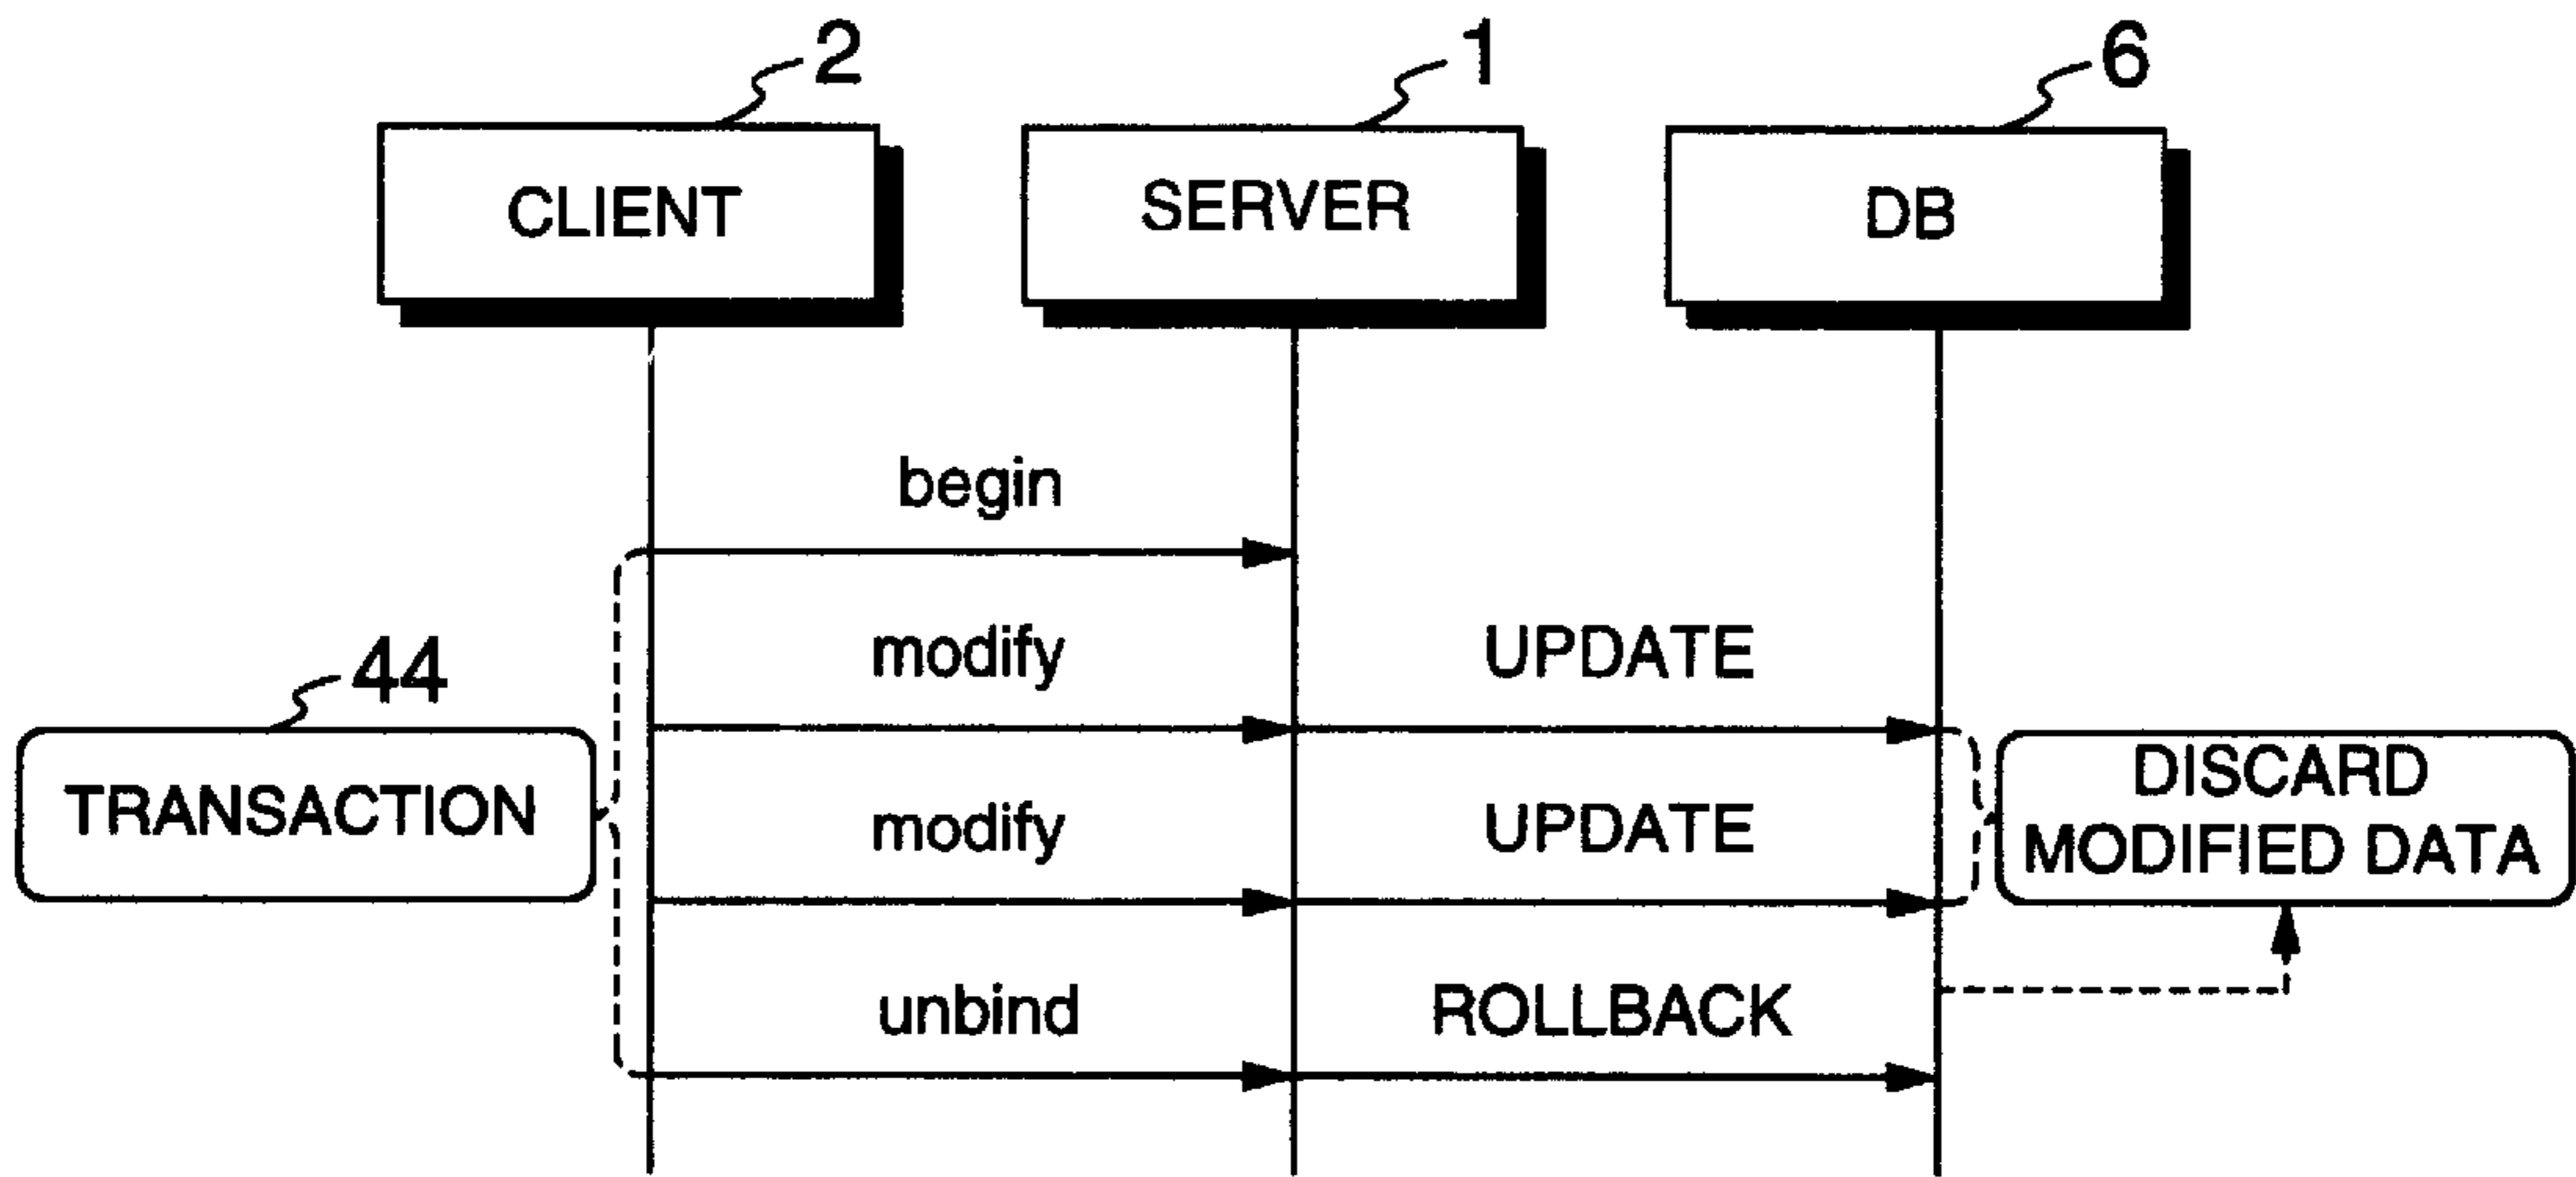 2
1
6
CLIENT
SERVER
DB
begin
modify
UPDATE
44
TRANSACTION
DISCARD
MODIFIED DATA
modify
UPDATE
unbind
ROLLBACK